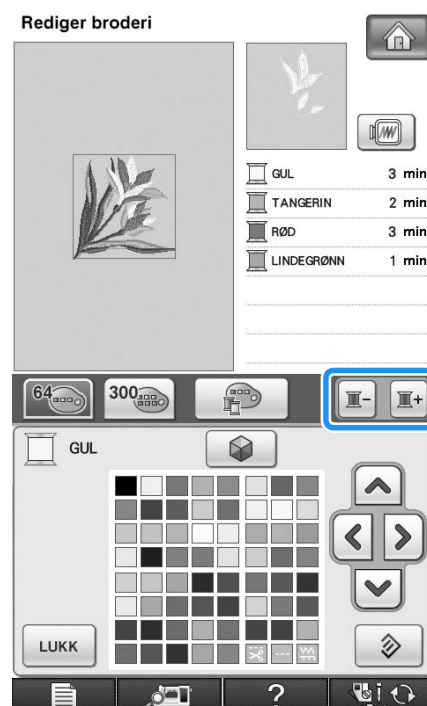 Rediger broderi
GUL 3 min
TANGERIN 2 min
RØD 3 min
LINDEGRØNN 1 min
64 300 - +
GUL
LUKK
?